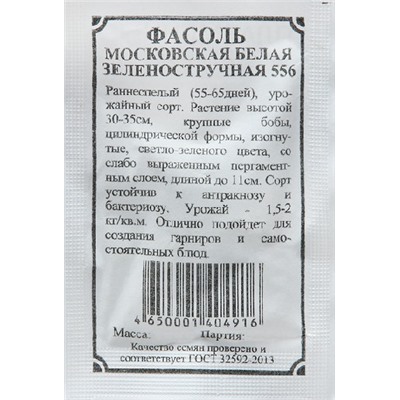 ФАСОЛЬ
МОСКОВСКАЯ БЕЛАЯ
ЗЕЛЕНОСТРУЧНАЯ 556
Раннеспелый (55-65дней), уро-
жайный сорт. Растение высотой
30-35см, крупные бобы,
цилиндрической формы, изогну-
тые, светло-зеленого цвета, со
слабо выраженным пергамент-
ным слоем, длиной до 11см. Сорт
устойчив к антракнозу и
бактериозу. Урожай - 1,5-2
кг/кв.м. Отлично подойдет для
создания гарниров и само-
стоятельных блюд.
4 650001 404916
Масса: Партия:
Качество семян проверено и
соответствует ГОСТ 32592-2013